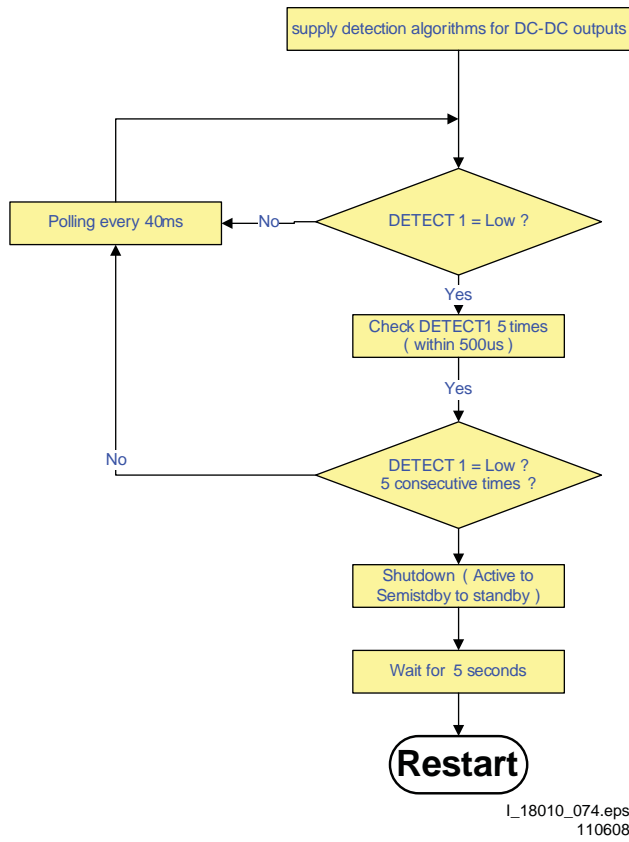 supply detection algorithms for DC-DC outputs
Polling every 40ms
No
DETECT 1 = Low ?
Yes
Check DETECT1 5 times
( within 500us )
Yes
No
DETECT 1 = Low ?
5 consecutive times ?
Shutdown ( Active to
Semistdby to standby )
Wait for 5 seconds
Restart
I_18010_074.eps
110608